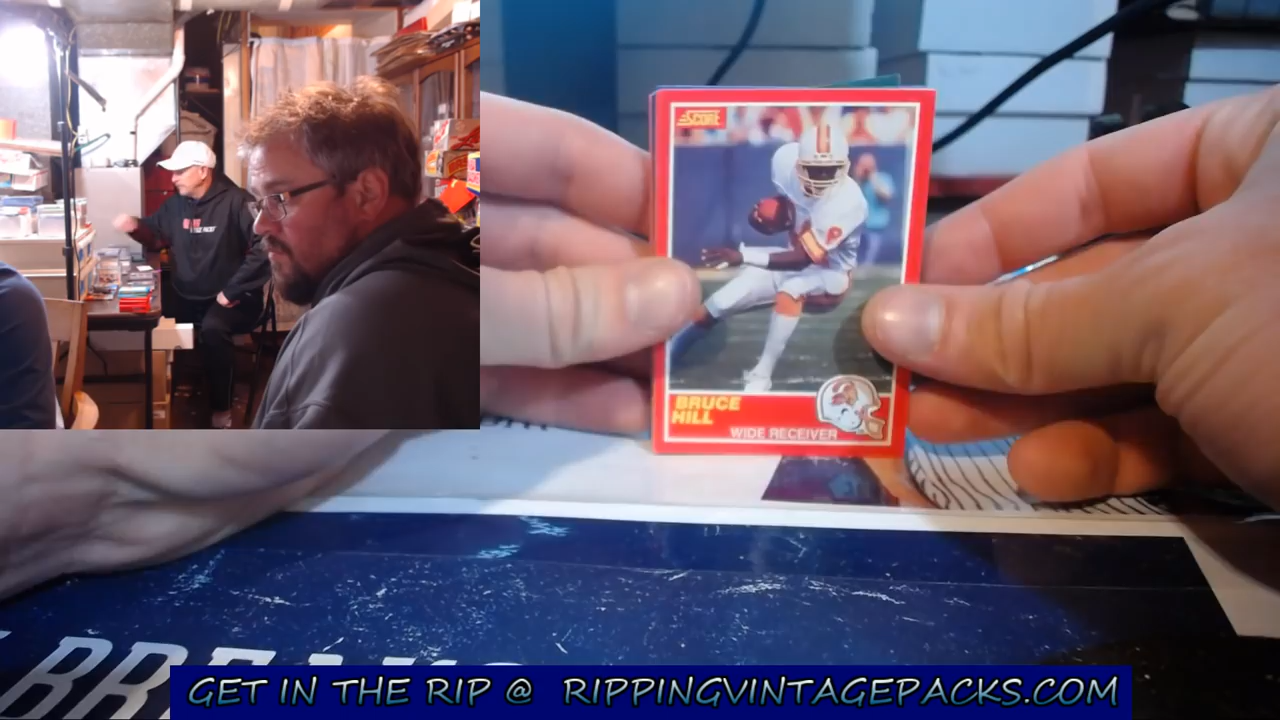 SCORE
BRUCE
HILL
WIDE RECEIVER
GET IN THE RIP @ RIPPINGVINTAGEPACKS.COM